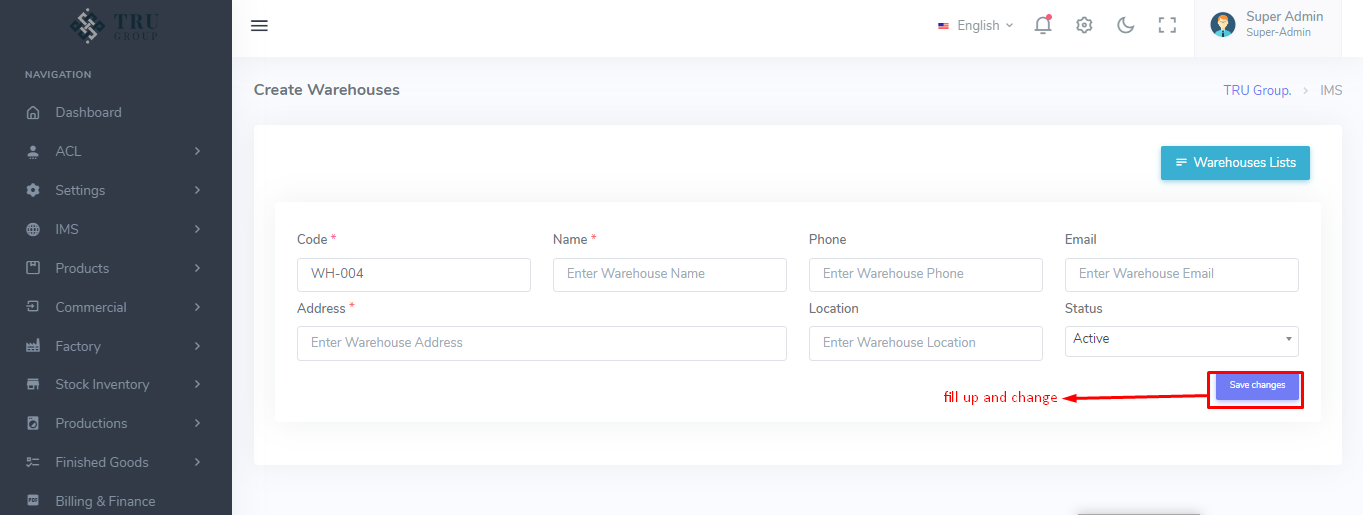 TRU
GROUP
English
Super Admin
Super-Admin
NAVIGATION
Dashboard
ACL
Settings
IMS
Products
Commercial
Factory
Stock Inventory
Productions
Finished Goods
Billing & Finance
Create Warehouses
TRU Group. > IMS
Warehouses Lists
Code * Name * Phone Email
WH-004 Enter Warehouse Name Enter Warehouse Phone Enter Warehouse Email
Address * Location Status
Enter Warehouse Address Enter Warehouse Location Active
Save changes
fill up and change